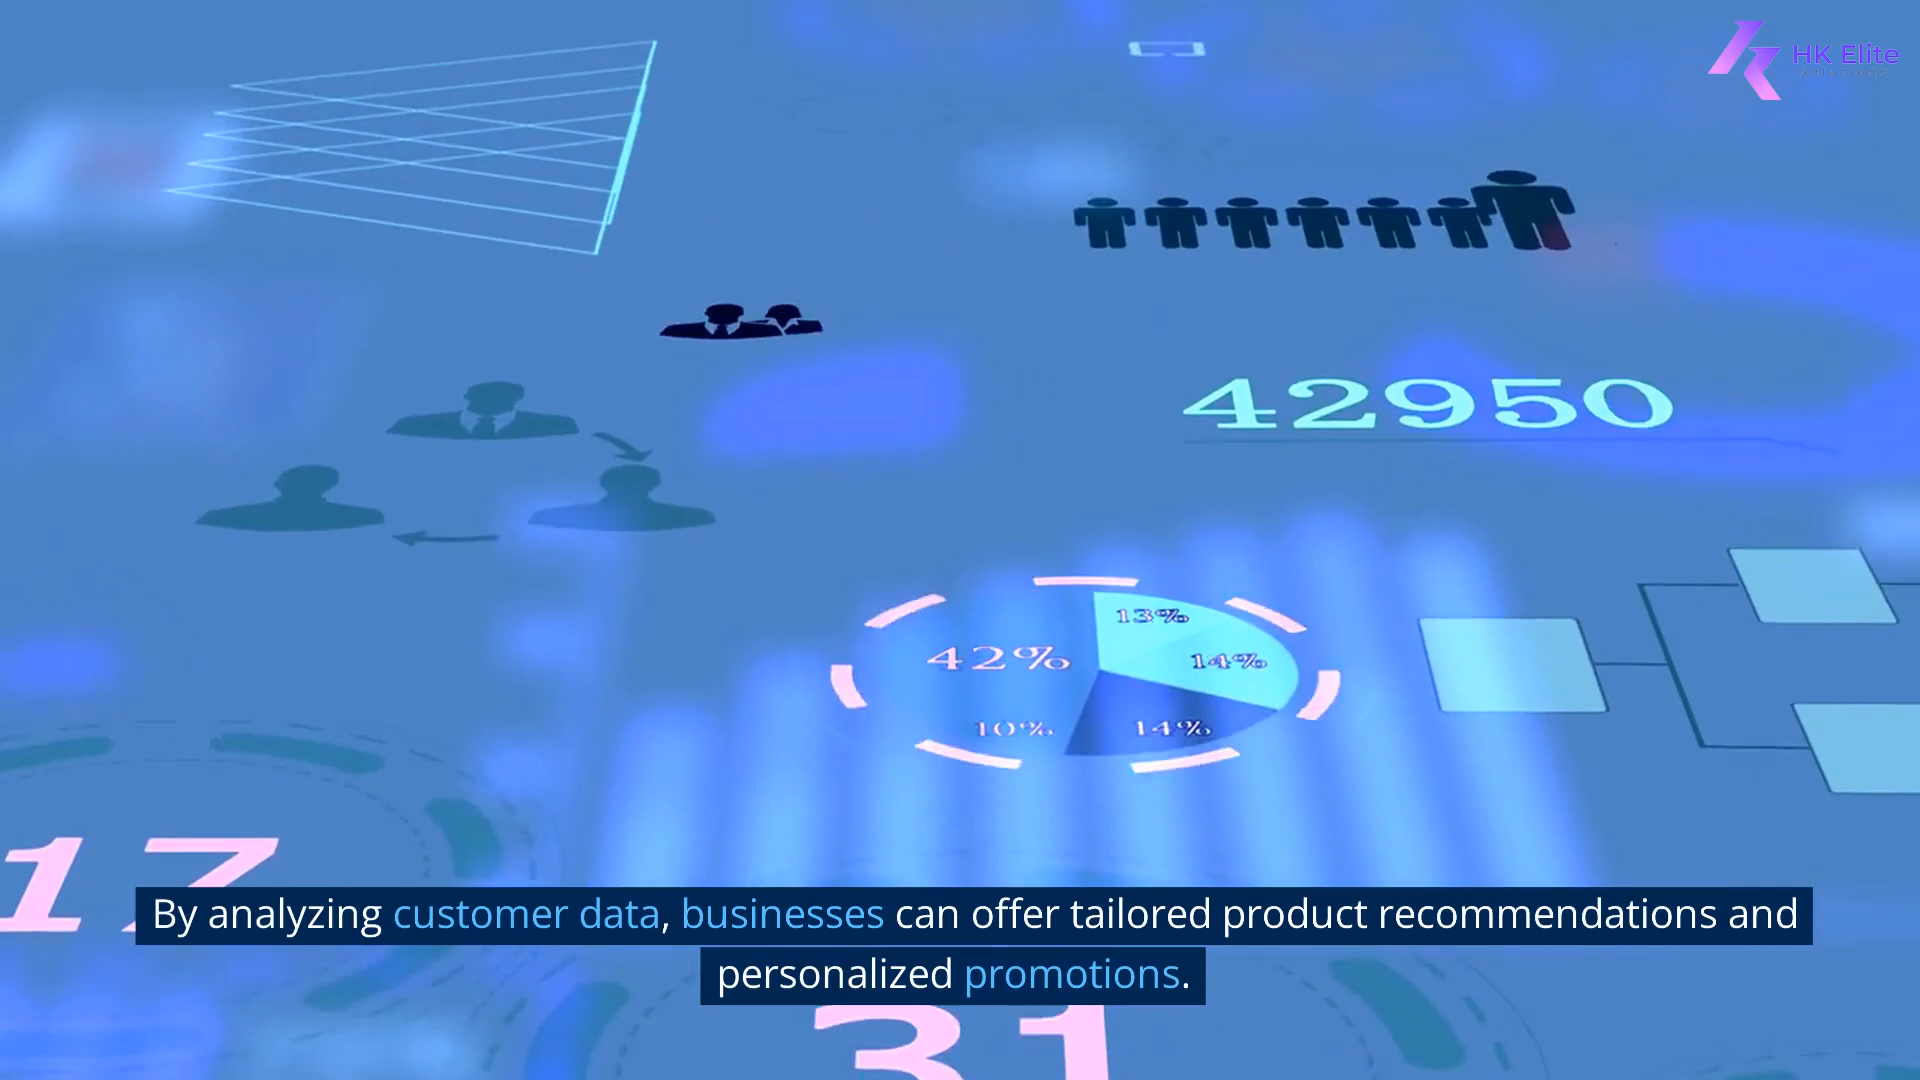 HK Elite
Solutions
42950
13%
42%
14%
10%
14%
17
By analyzing customer data, businesses can offer tailored product recommendations and
personalized promotions.
31